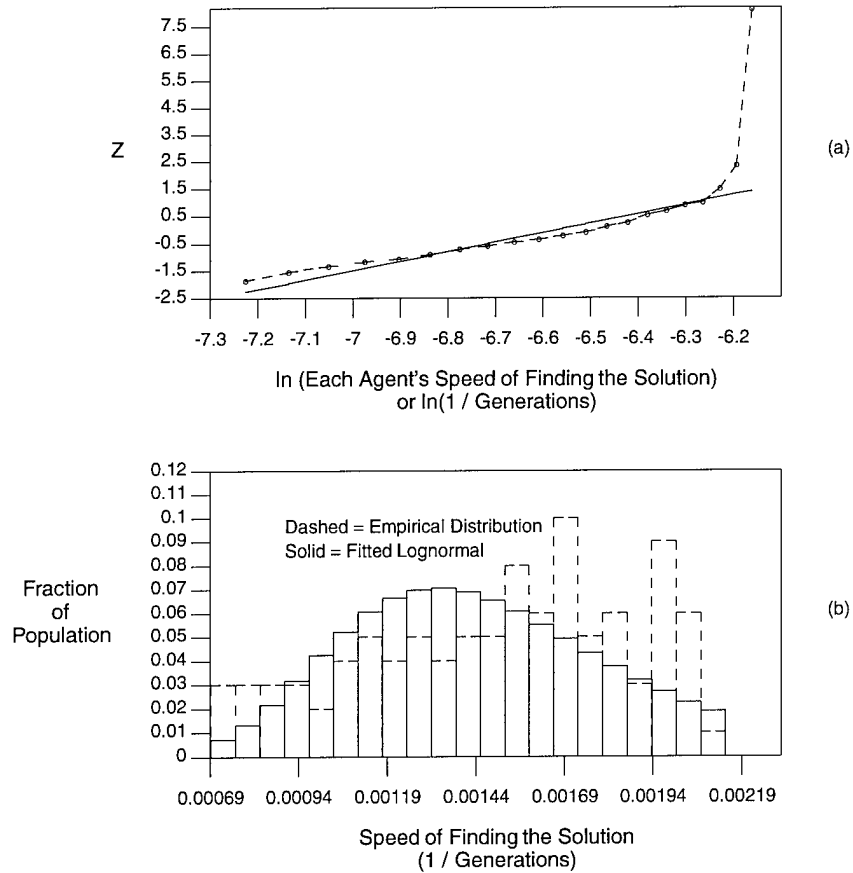 7.5
6.5
5.5
4.5
3.5
2.5
1.5
0.5
-0.5
-1.5
-2.5
Z
(a)
-7.3 -7.2 -7.1 -7 -6.9 -6.8 -6.7 -6.6 -6.5 -6.4 -6.3 -6.2
ln (Each Agent's Speed of Finding the Solution)
or ln(1 / Generations)
0.12
0.11
0.1
0.09
0.08
0.07
0.06
0.05
0.04
0.03
0.02
0.01
0
Dashed = Empirical Distribution
Solid = Fitted Lognormal
Fraction
of
Population
(b)
0.00069 0.00094 0.00119 0.00144 0.00169 0.00194 0.00219
Speed of Finding the Solution
(1 / Generations)